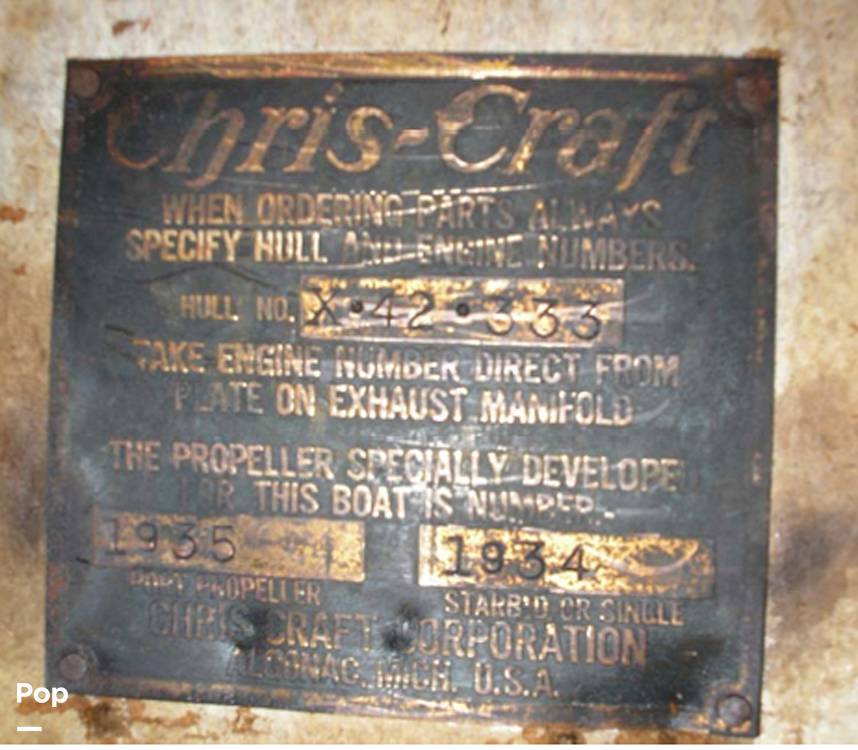 Chris-Craft
WHEN ORDERING PARTS ALWAYS
SPECIFY HULL AND ENGINE NUMBERS.
HULL NO. X•42•333
TAKE ENGINE NUMBER DIRECT FROM
PLATE ON EXHAUST MANIFOLD
THE PROPELLER SPECIALLY DEVELOPED
FOR THIS BOAT IS NUMBER.-
1935 1934
PORT PROPELLER STARB'D OR SINGLE
CHRIS CRAFT CORPORATION
ALGONAC, MICH. U.S.A.
Pop